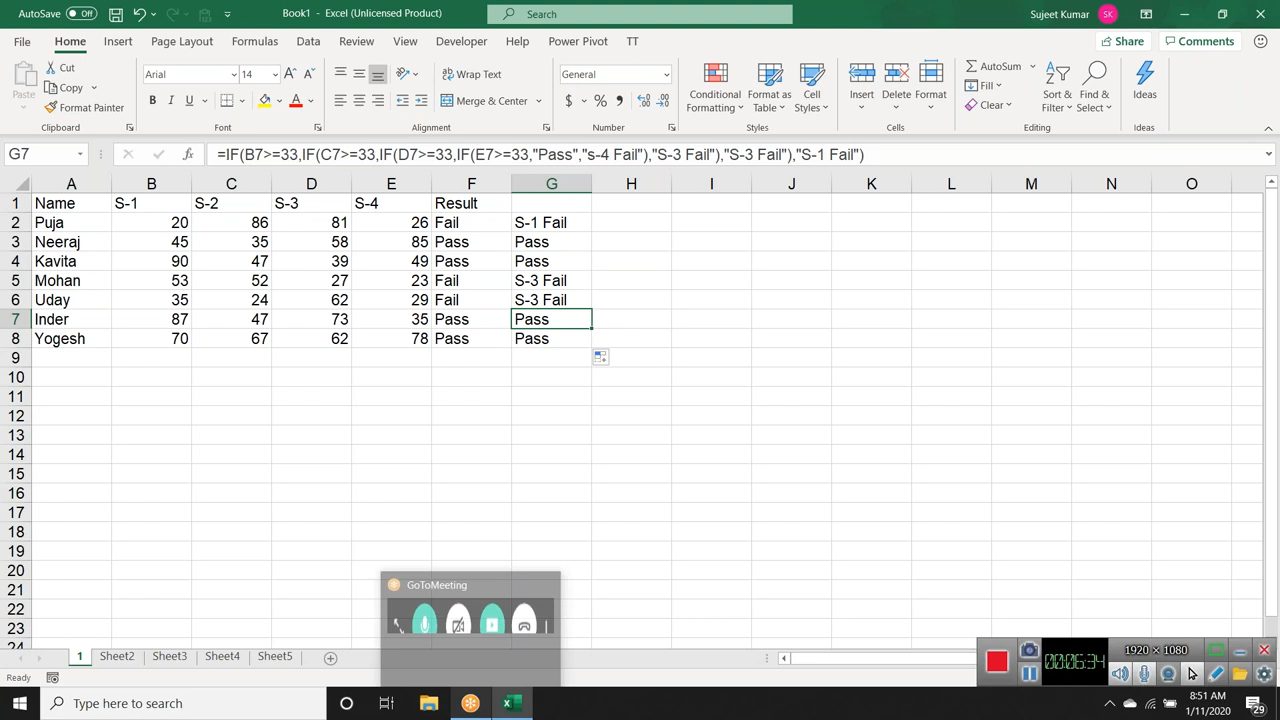 AutoSave Off Book1 - Excel (Unlicensed Product) Search Sujeet Kumar SK
File Home Insert Page Layout Formulas Data Review View Developer Help Power Pivot TT Share Comments
Paste Cut Copy Format Painter Clipboard
Arial 14 A A B I U A Font
ab Wrap Text Merge & Center Alignment
General $ % , Number
Conditional Formatting Format as Table Cell Styles Styles
Insert Delete Format Cells
AutoSum Fill Clear Sort & Filter Find & Select Editing
Ideas Ideas
G7 fx =IF(B7>=33,IF(C7>=33,IF(D7>=33,IF(E7>=33,"Pass","s-4 Fail"),"S-3 Fail"),"S-3 Fail"),"S-1 Fail")
A B C D E F G H I J K L M N O
1 Name S-1 S-2 S-3 S-4 Result
2 Puja 20 86 81 26 Fail S-1 Fail
3 Neeraj 45 35 58 85 Pass Pass
4 Kavita 90 47 39 49 Pass Pass
5 Mohan 53 52 27 23 Fail S-3 Fail
6 Uday 35 24 62 29 Fail S-3 Fail
7 Inder 87 47 73 35 Pass Pass
8 Yogesh 70 67 62 78 Pass Pass
9
10
11
12
13
14
15
16
17
18
19
20
21
22
23
24
GoToMeeting
1 Sheet2 Sheet3 Sheet4 Sheet5
1920 × 1080
00:06:34
Ready
Type here to search
8:51 AM
1/11/2020
29